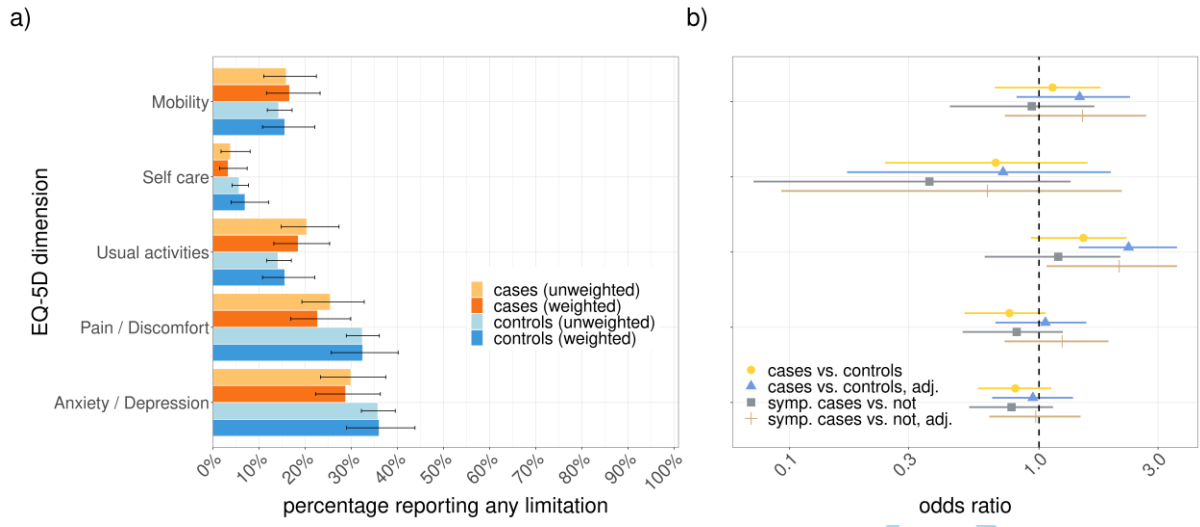 a)
EQ-5D dimension
Mobility
Self care
Usual activities
Pain / Discomfort
Anxiety / Depression
cases (unweighted)
cases (weighted)
controls (unweighted)
controls (weighted)
0%
10%
20%
30%
40%
50%
60%
70%
80%
90%
100%
percentage reporting any limitation
b)
cases vs. controls
cases vs. controls, adj.
symp. cases vs. not
symp. cases vs. not, adj.
0.1
0.3
1.0
3.0
odds ratio